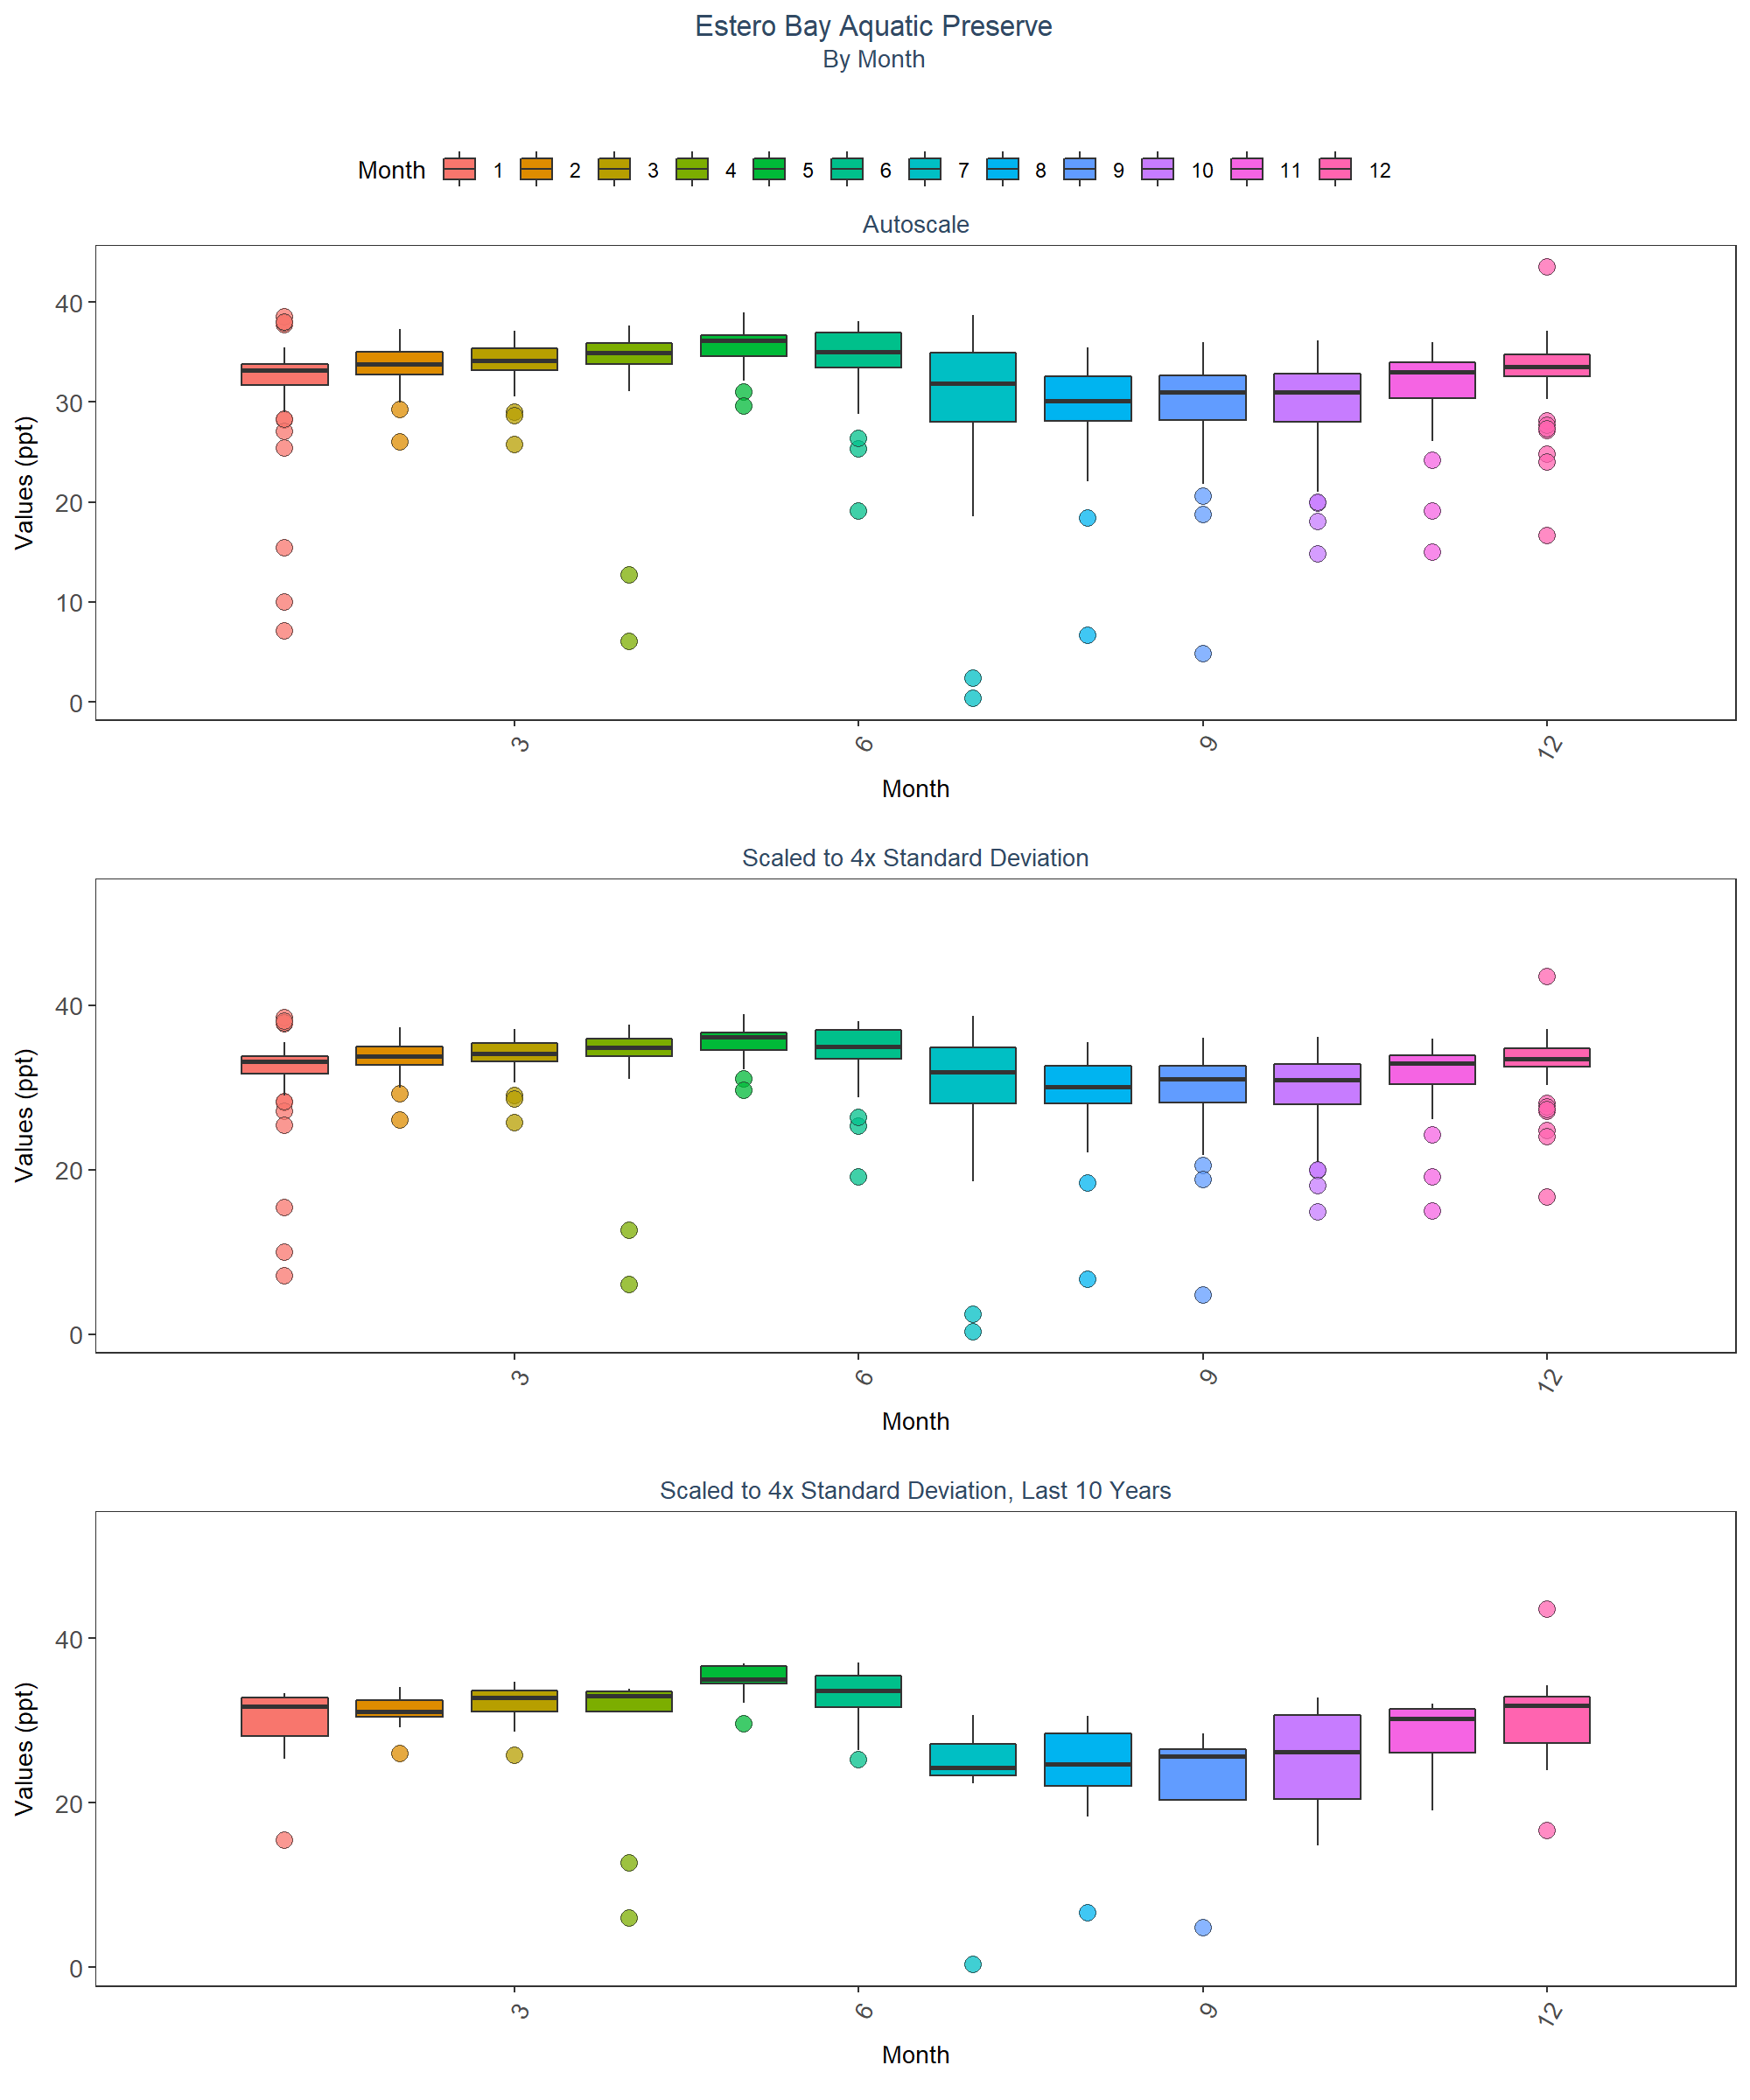 Estero Bay Aquatic Preserve
By Month
Month 1 2 3 4 5 6 7 8 9 10 11 12
Autoscale
Values (ppt)
40
30
20
10
0
3 6 9 12
Month
Scaled to 4x Standard Deviation
Values (ppt)
40
20
0
3 6 9 12
Month
Scaled to 4x Standard Deviation, Last 10 Years
Values (ppt)
40
20
0
3 6 9 12
Month